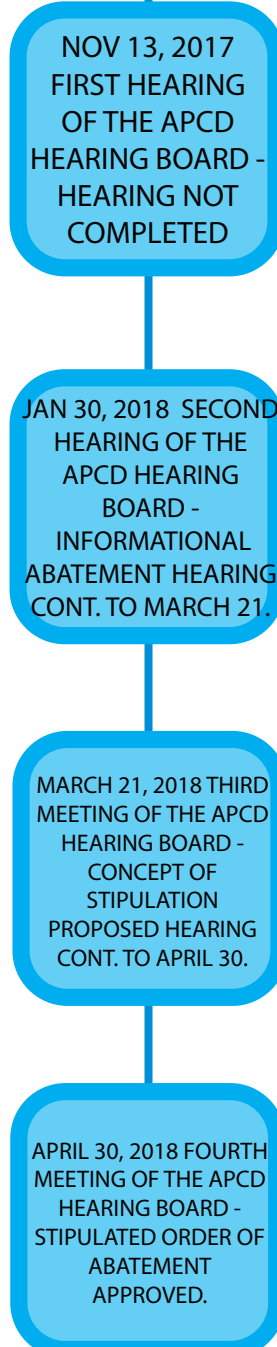 NOV 13, 2017
FIRST HEARING
OF THE APCD
HEARING BOARD -
HEARING NOT
COMPLETED
JAN 30, 2018 SECOND
HEARING OF THE
APCD HEARING
BOARD -
INFORMATIONAL
ABATEMENT HEARING
CONT. TO MARCH 21.
MARCH 21, 2018 THIRD
MEETING OF THE APCD
HEARING BOARD -
CONCEPT OF
STIPULATION
PROPOSED HEARING
CONT. TO APRIL 30.
APRIL 30, 2018 FOURTH
MEETING OF THE APCD
HEARING BOARD -
STIPULATED ORDER OF
ABATEMENT
APPROVED.